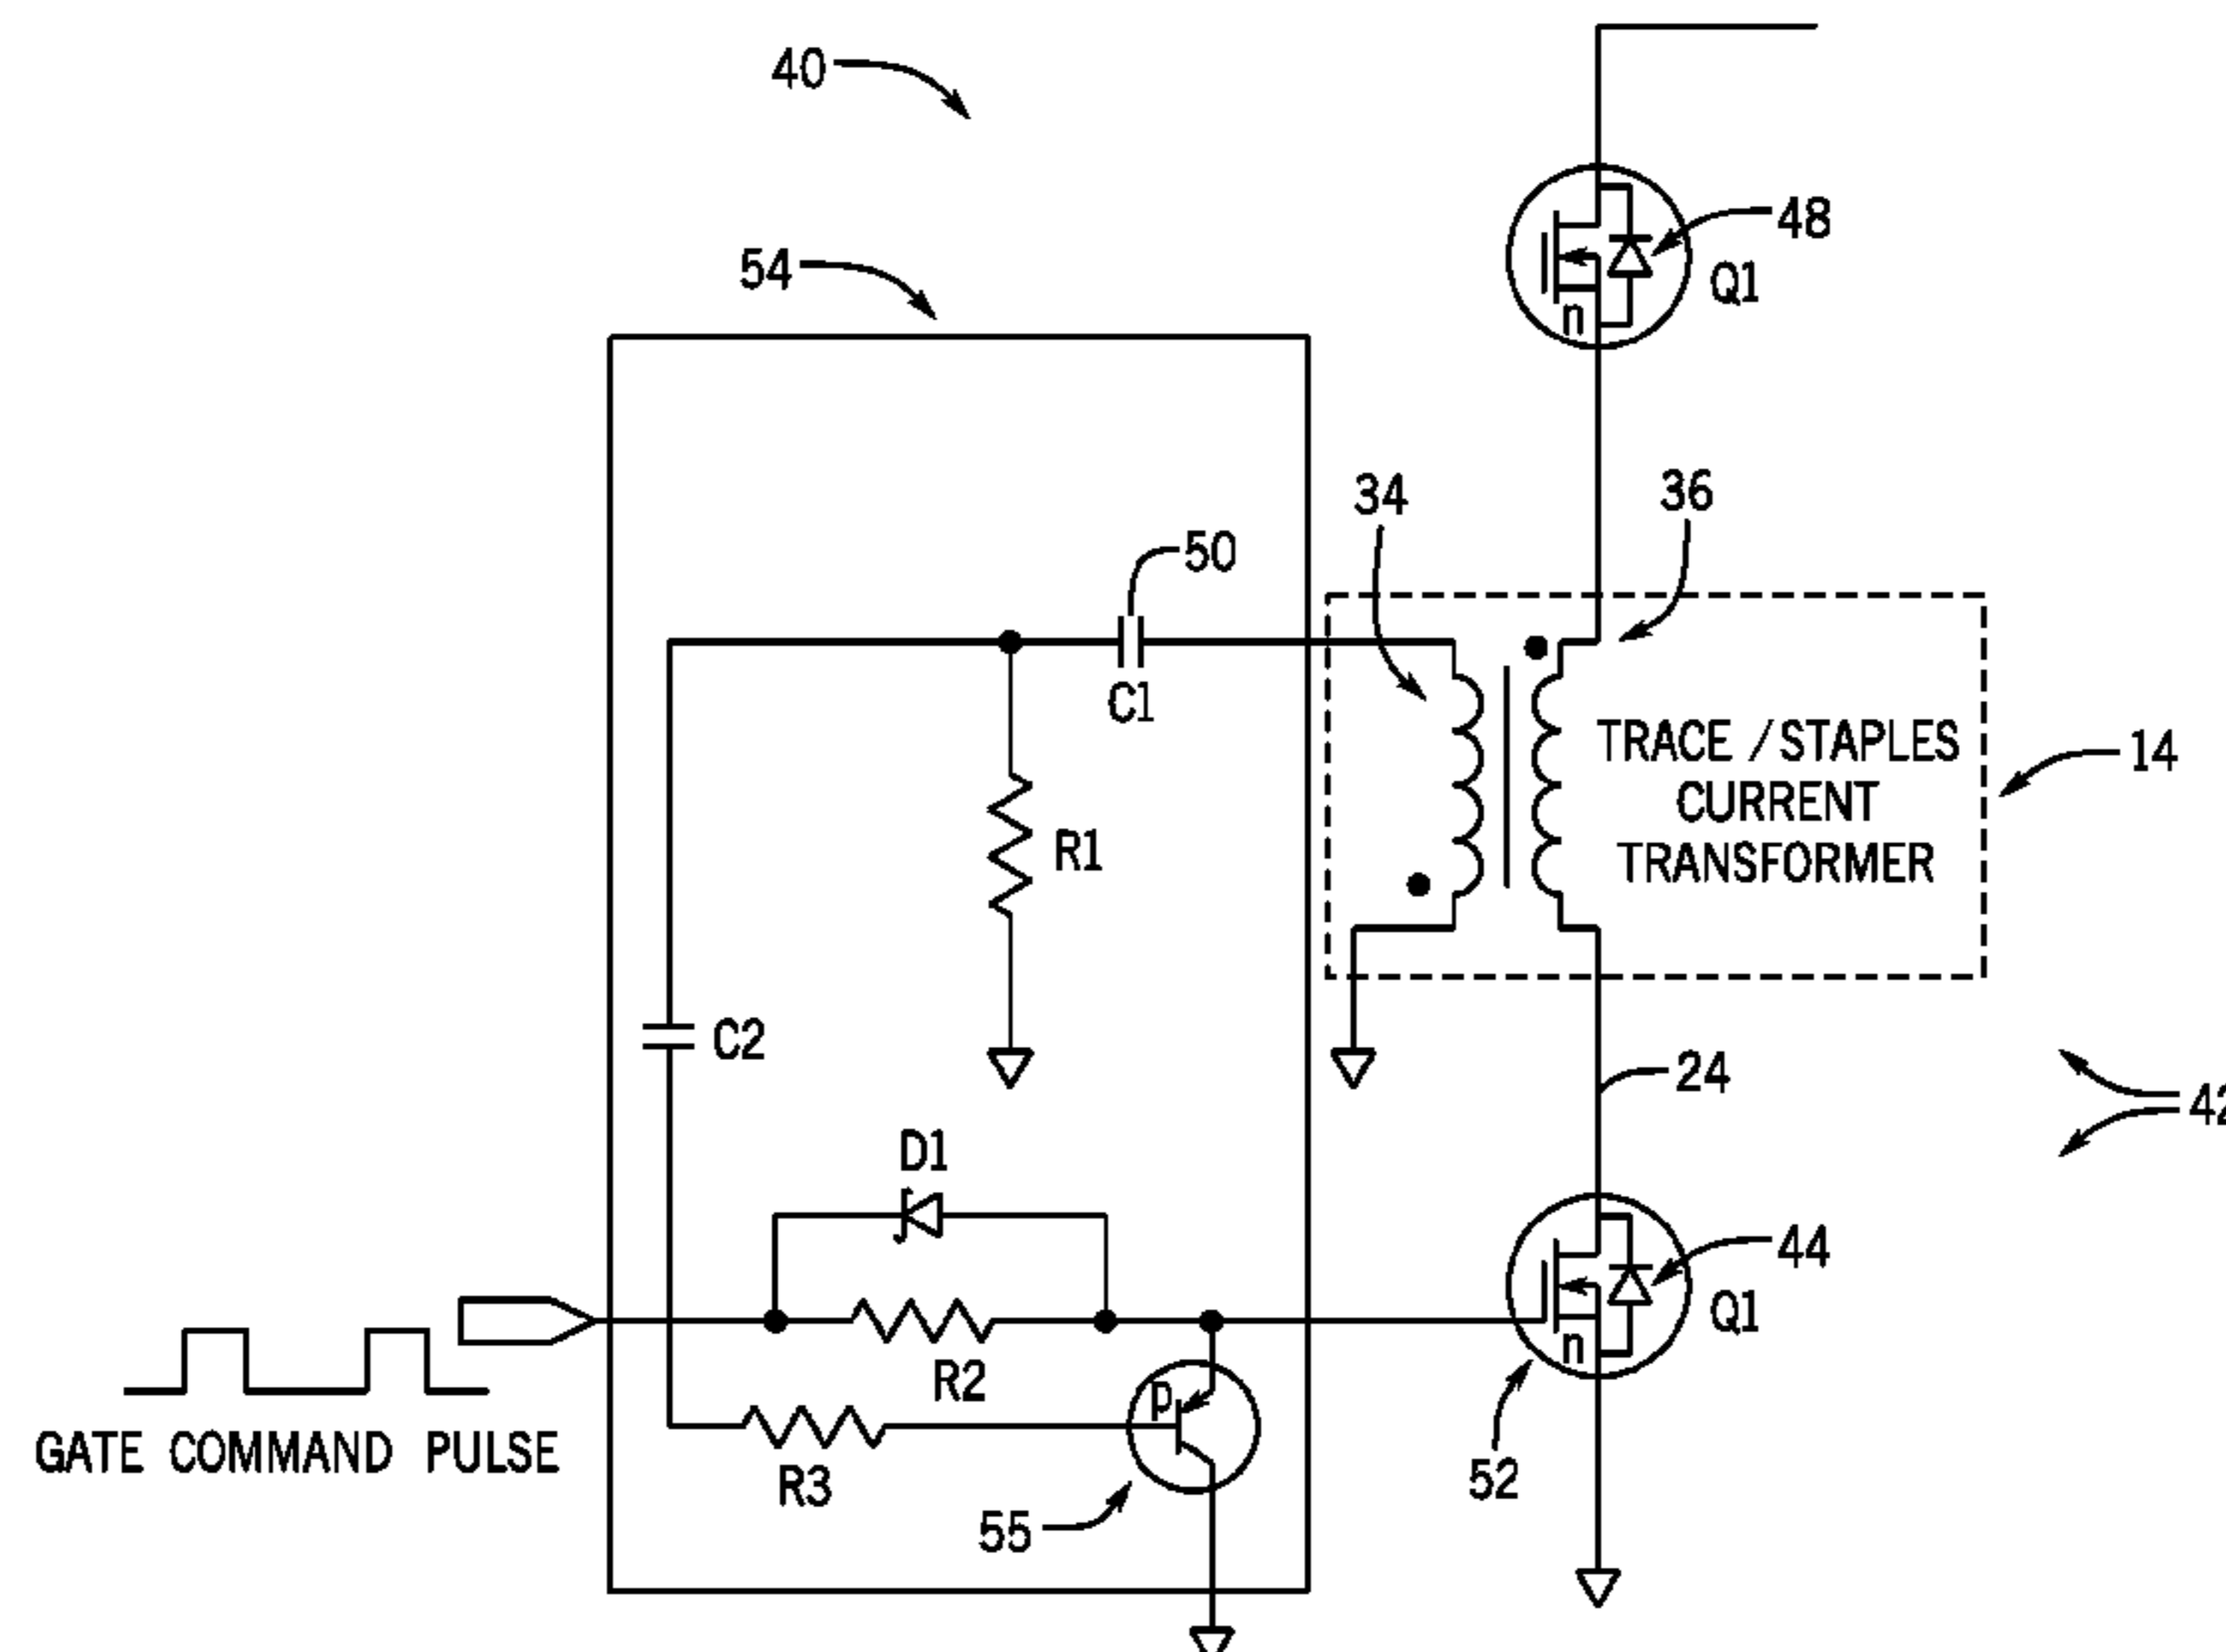 40
48
Q1
n
54
34
36
50
C1
TRACE / STAPLES
CURRENT
TRANSFORMER
14
R1
C2
24
42
D1
44
Q1
n
R2
p
GATE COMMAND PULSE
R3
52
55